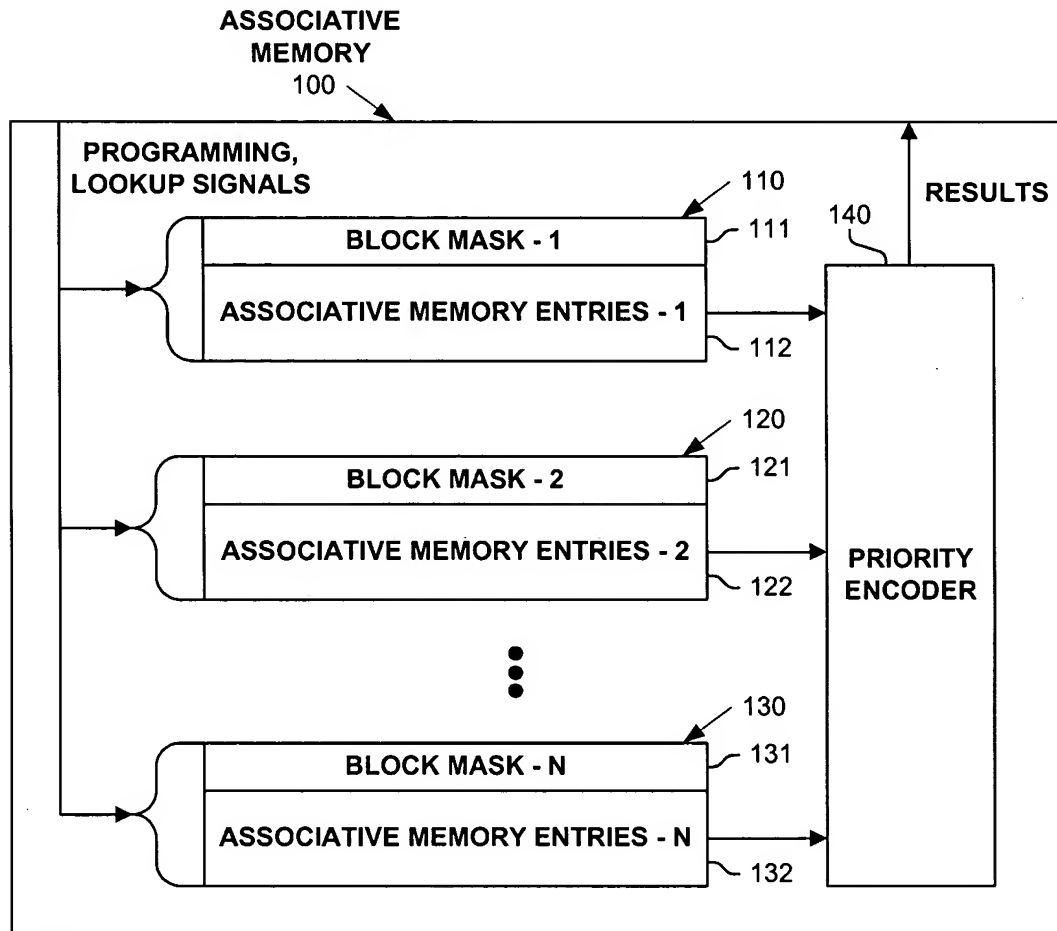 ASSOCIATIVE
MEMORY
100
PROGRAMMING,
LOOKUP SIGNALS
110
RESULTS
BLOCK MASK - 1
111
140
ASSOCIATIVE MEMORY ENTRIES - 1
112
120
BLOCK MASK - 2
121
ASSOCIATIVE MEMORY ENTRIES - 2
122
PRIORITY
ENCODER
130
BLOCK MASK - N
131
ASSOCIATIVE MEMORY ENTRIES - N
132